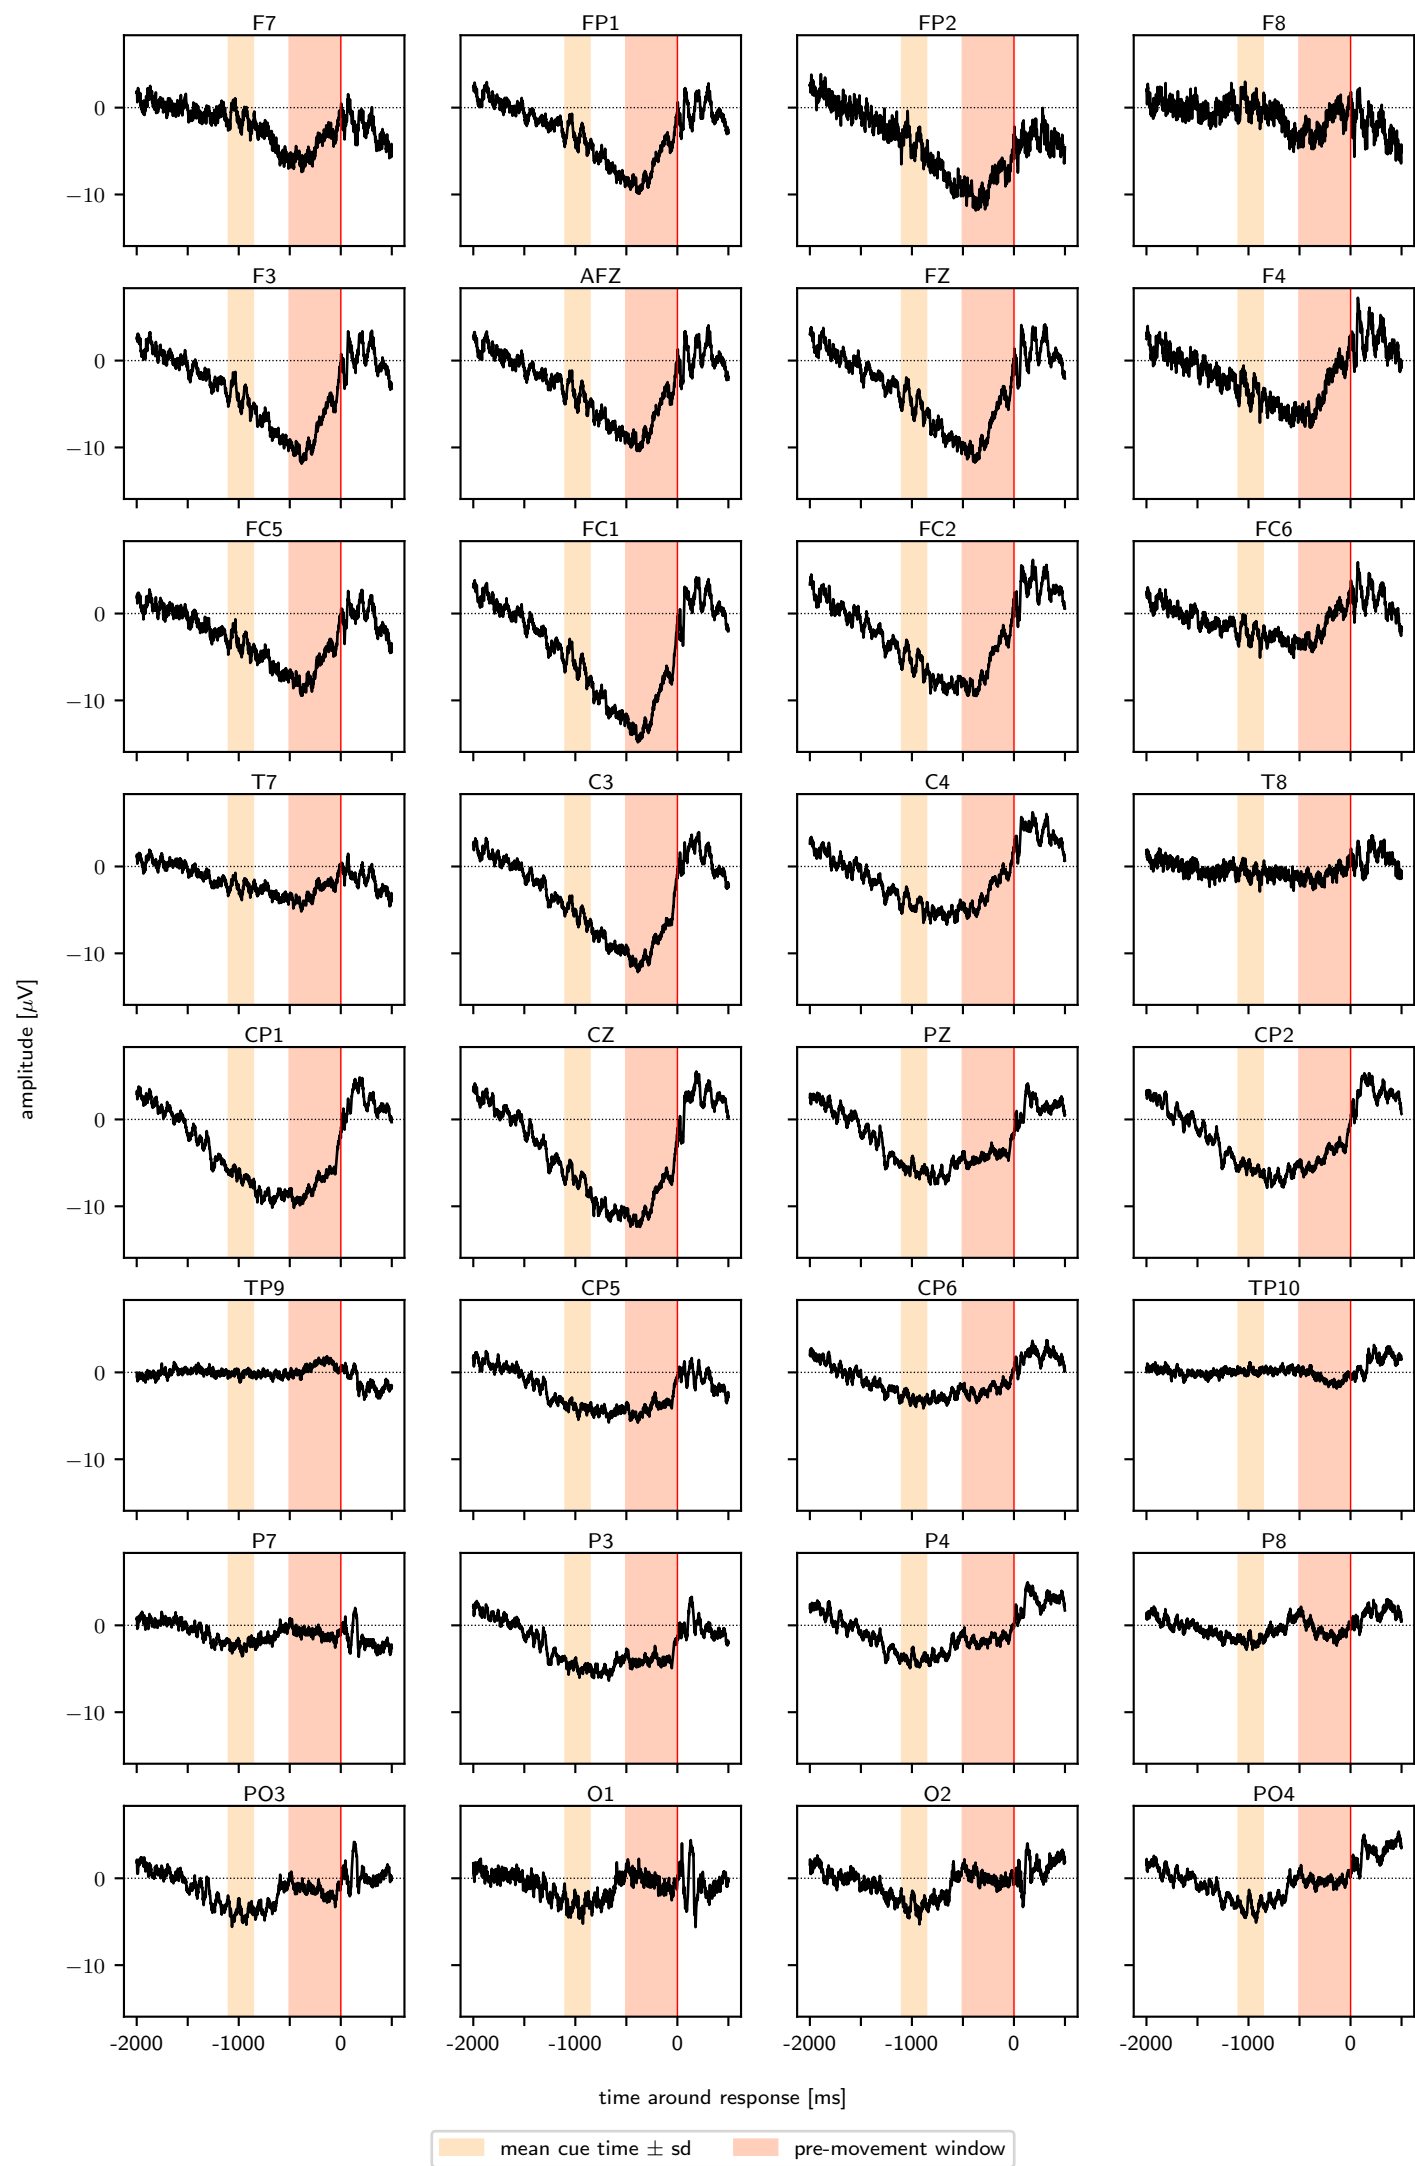 F7 FP1 FP2 F8
0
−10
F3 AFZ FZ F4
0
−10
FC5 FC1 FC2 FC6
0
−10
T7 C3 C4 T8
0
−10
amplitude [μV]
CP1 CZ PZ CP2
0
−10
TP9 CP5 CP6 TP10
0
−10
P7 P3 P4 P8
0
−10
PO3 O1 O2 PO4
0
−10
-2000 -1000 0 -2000 -1000 0 -2000 -1000 0 -2000 -1000 0
time around response [ms]
mean cue time ± sd pre-movement window